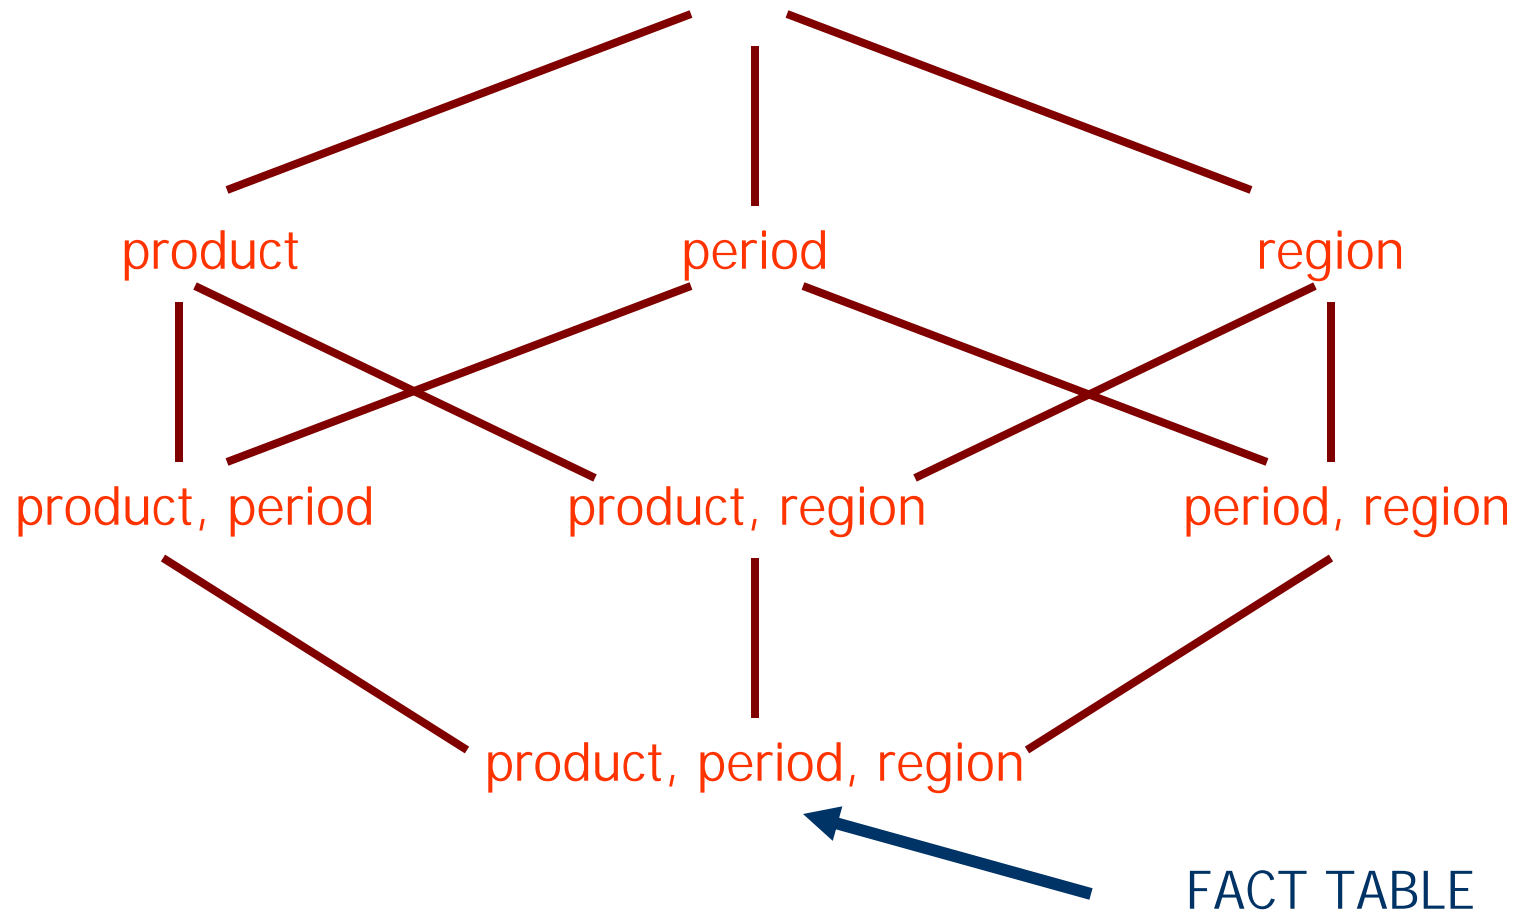 product
period
region
product, period
product, region
period, region
product, period, region
FACT TABLE